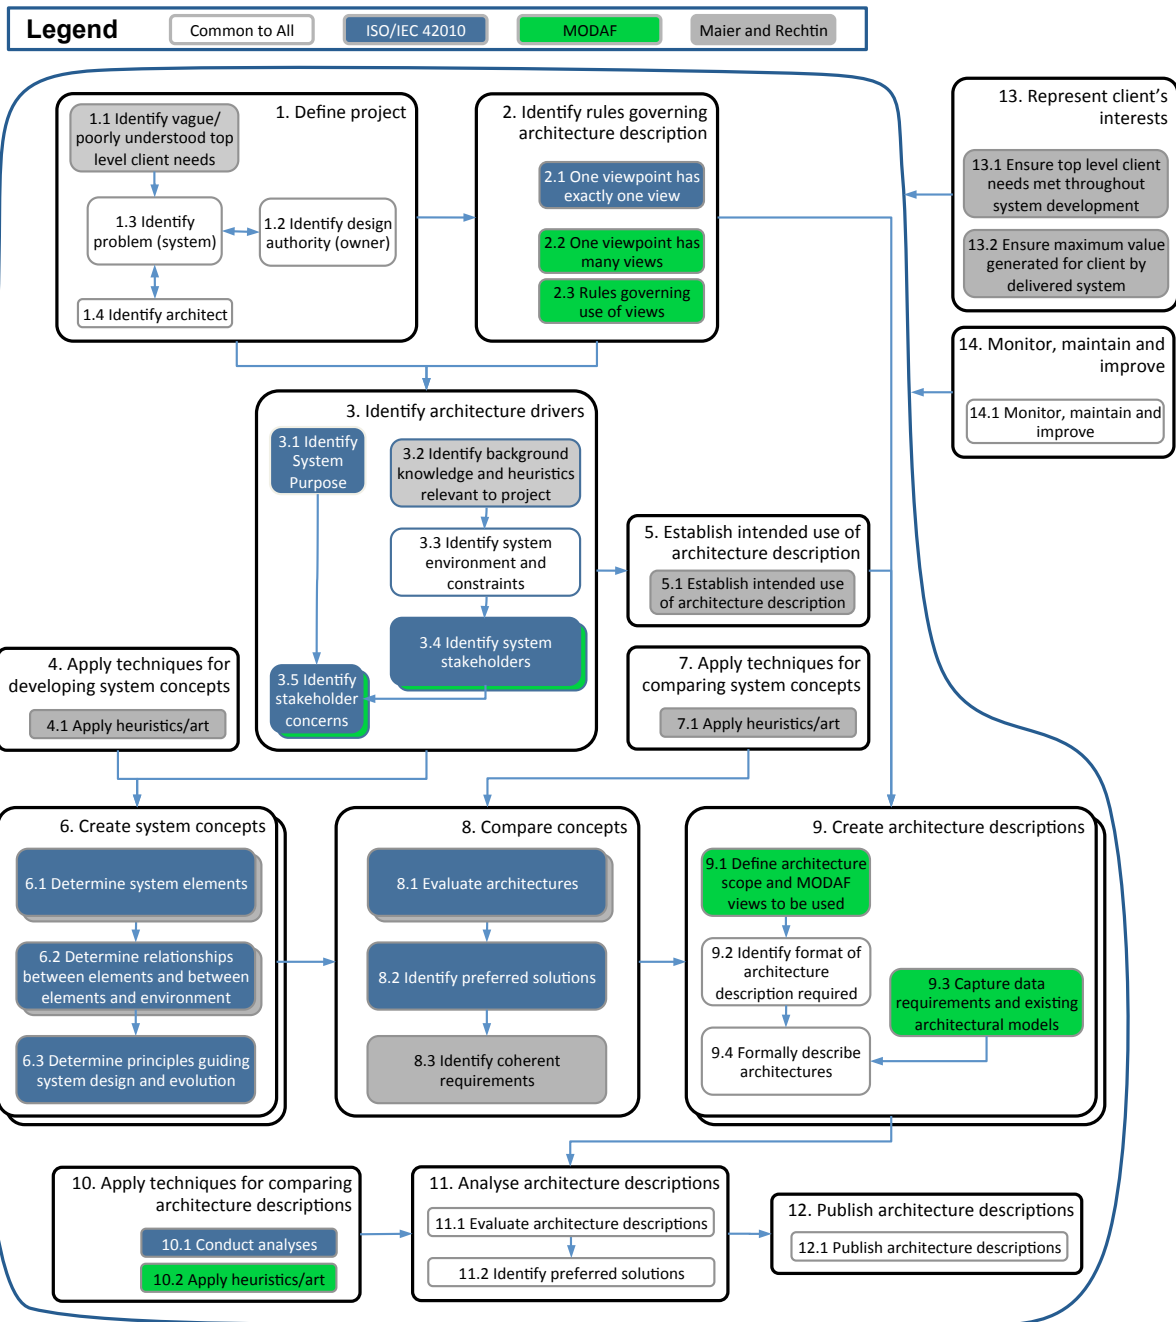 Legend
Common to All
ISO/IEC 42010
MODAF
Maier and Rechtin
1. Define project
1.1 Identify vague/
poorly understood top
level client needs
1.3 Identify
problem (system)
1.2 Identify design
authority (owner)
1.4 Identify architect
2. Identify rules governing
architecture description
2.1 One viewpoint has
exactly one view
2.2 One viewpoint has
many views
2.3 Rules governing
use of views
13. Represent client's
interests
13.1 Ensure top level client
needs met throughout
system development
13.2 Ensure maximum value
generated for client by
delivered system
14. Monitor, maintain and
improve
14.1 Monitor, maintain and
improve
3. Identify architecture drivers
3.1 Identify
System
Purpose
3.2 Identify background
knowledge and heuristics
relevant to project
3.3 Identify system
environment and
constraints
3.4 Identify system
stakeholders
3.5 Identify
stakeholder
concerns
5. Establish intended use of
architecture description
5.1 Establish intended use
of architecture description
4. Apply techniques for
developing system concepts
4.1 Apply heuristics/art
7. Apply techniques for
comparing system concepts
7.1 Apply heuristics/art
6. Create system concepts
6.1 Determine system elements
6.2 Determine relationships
between elements and between
elements and environment
6.3 Determine principles guiding
system design and evolution
8. Compare concepts
8.1 Evaluate architectures
8.2 Identify preferred solutions
8.3 Identify coherent
requirements
9. Create architecture descriptions
9.1 Define architecture
scope and MODAF
views to be used
9.2 Identify format of
architecture
description required
9.3 Capture data
requirements and existing
architectural models
9.4 Formally describe
architectures
10. Apply techniques for comparing
architecture descriptions
10.1 Conduct analyses
10.2 Apply heuristics/art
11. Analyse architecture descriptions
11.1 Evaluate architecture descriptions
11.2 Identify preferred solutions
12. Publish architecture descriptions
12.1 Publish architecture descriptions